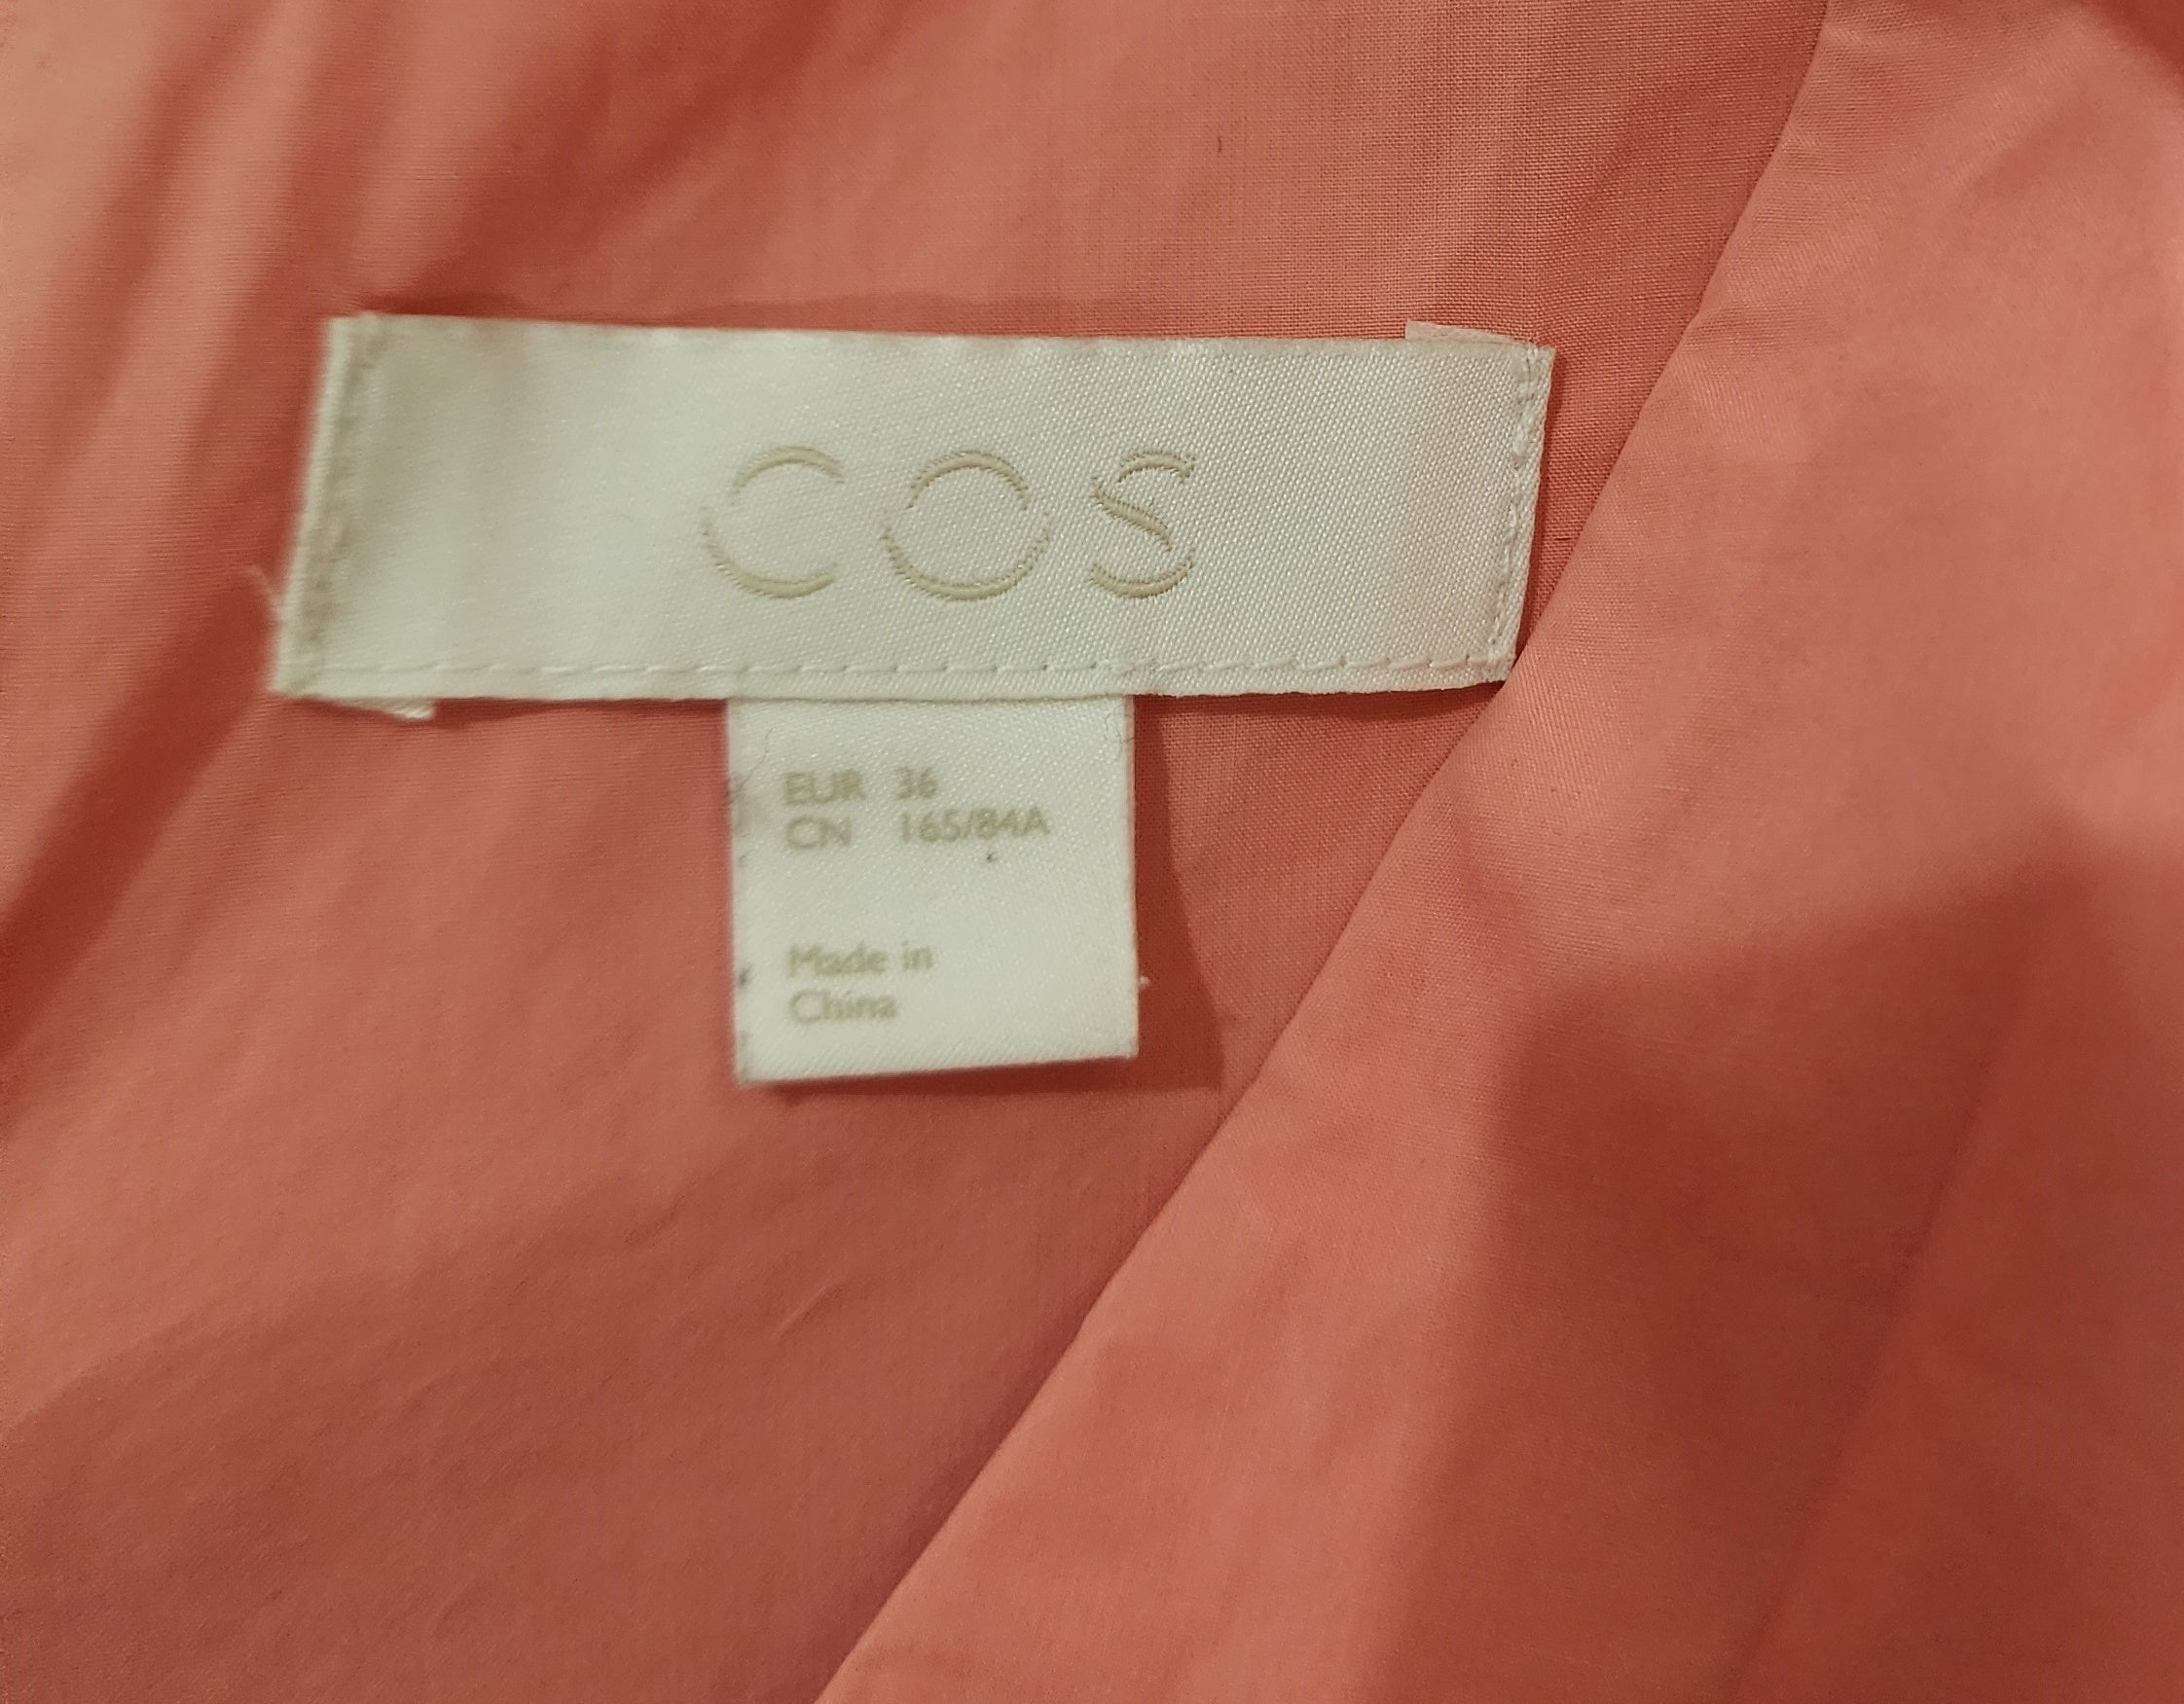 COS
EUR 36
CN 165/84A
Made in
China